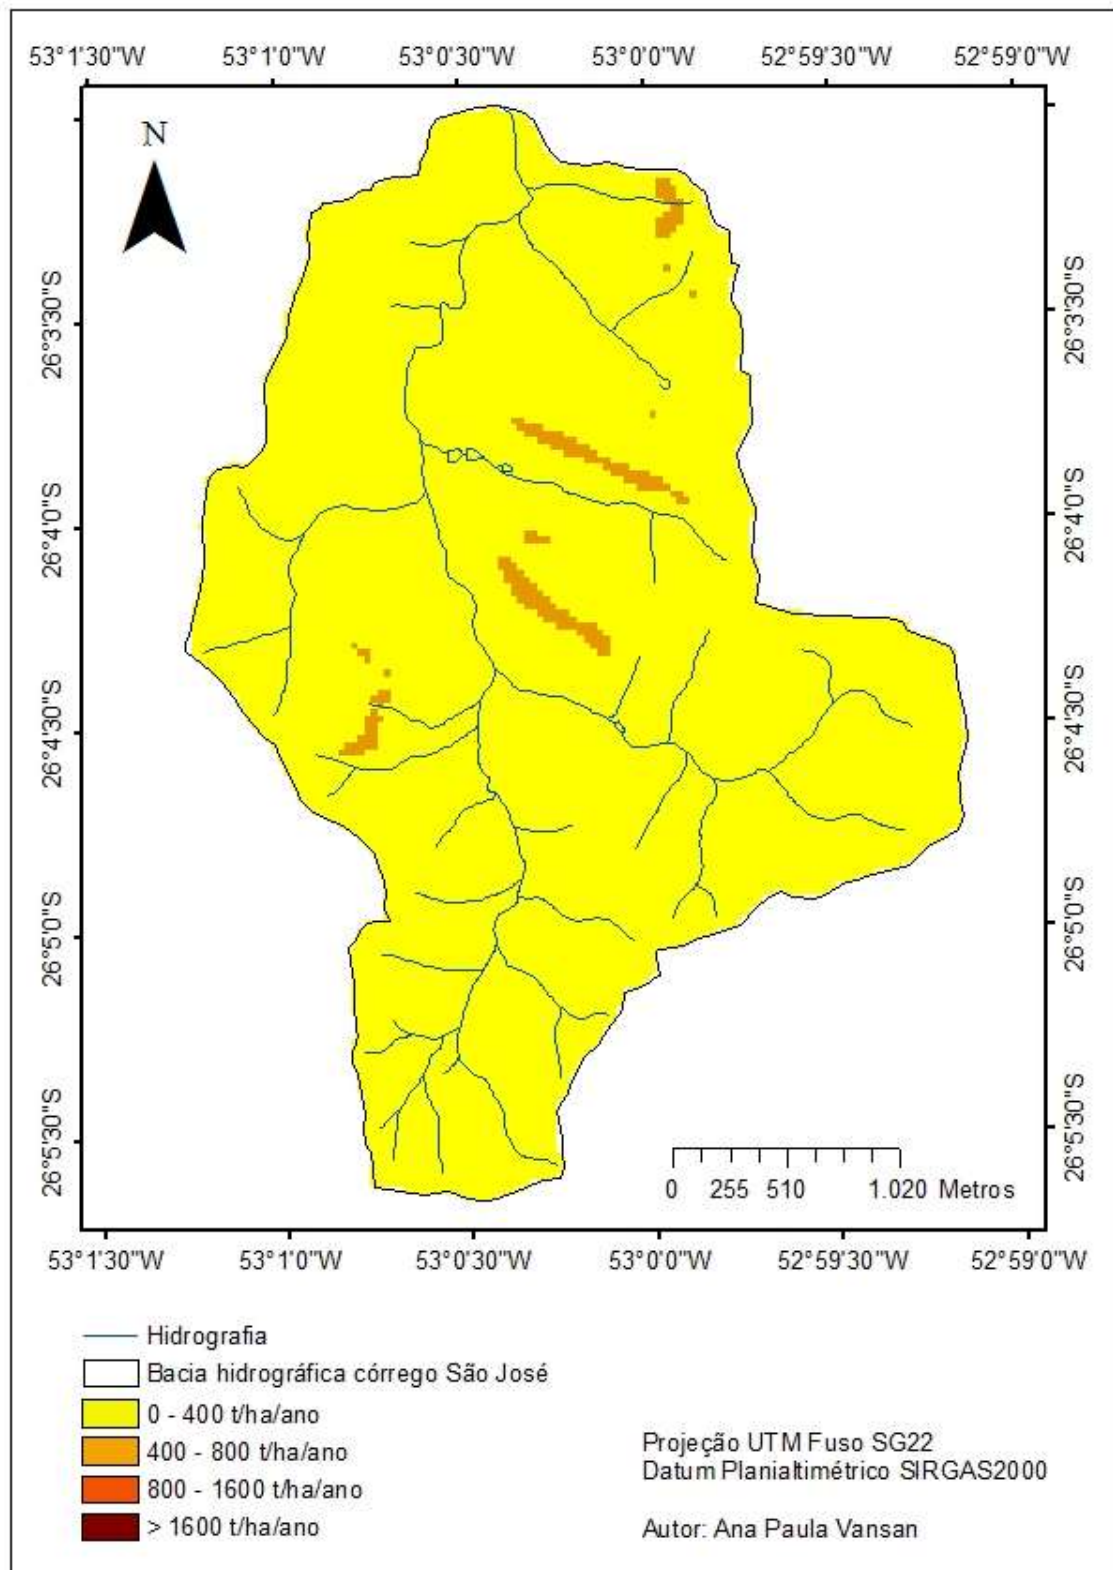 53°1'30"W 53°1'0"W 53°0'30"W 53°0'0"W 52°59'30"W 52°59'0"W
N
26°3'30"S 26°3'30"S
26°4'0"S 26°4'0"S
26°4'30"S 26°4'30"S
26°5'0"S 26°5'0"S
26°5'30"S 26°5'30"S
0 255 510 1.020 Metros
53°1'30"W 53°1'0"W 53°0'30"W 53°0'0"W 52°59'30"W 52°59'0"W
Hidrografia
Bacia hidrográfica córrego São José
0 - 400 t/ha/ano
400 - 800 t/ha/ano
800 - 1600 t/ha/ano
> 1600 t/ha/ano
Projeção UTM Fuso SG22
Datum Planialtimétrico SIRGAS2000
Autor: Ana Paula Vansan